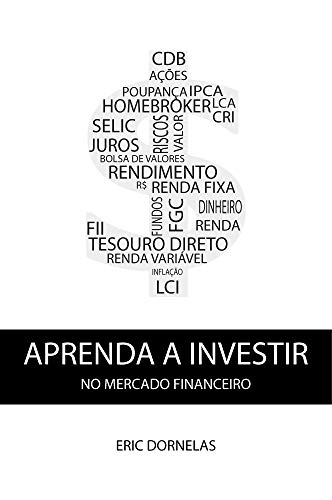 CDB
AÇÕES
POUPANÇA IPCA
HOMEBROKER LCA
CRI
SELIC
RISCOS
VALOR
JUROS
BOLSA DE VALORES
RENDIMENTO
R$ RENDA FIXA
FUNDOS
FGC
DINHEIRO
FII
RENDA
TESOURO DIRETO
RENDA VARIÁVEL
INFLAÇÃO
LCI
APRENDA A INVESTIR
NO MERCADO FINANCEIRO
ERIC DORNELAS